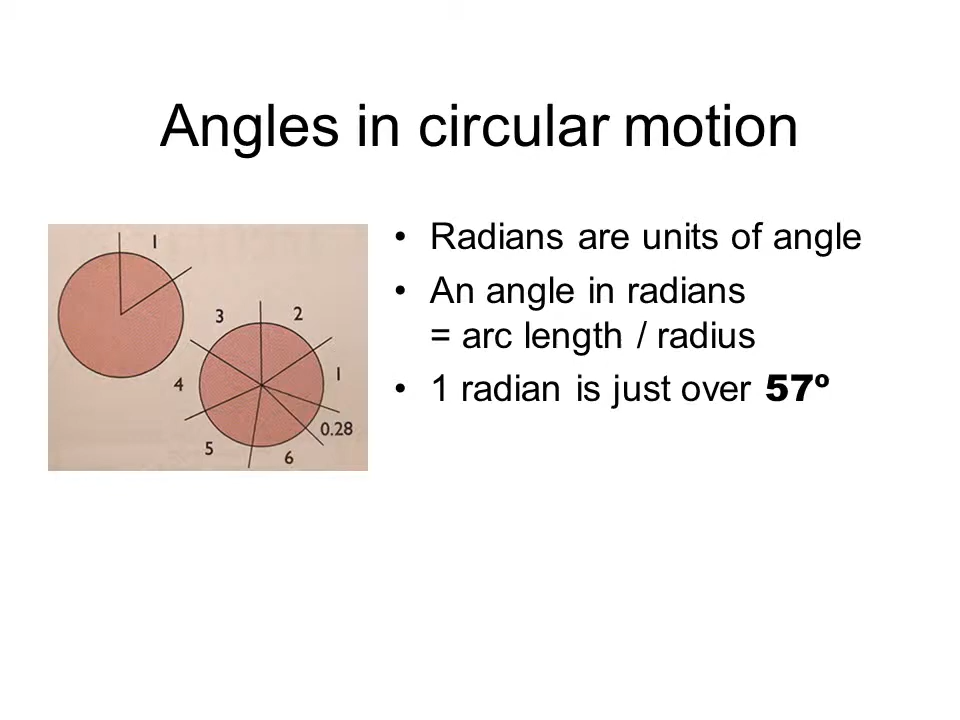 Angles in circular motion
1
3 2
4 1
0.28
5 6
• Radians are units of angle
• An angle in radians
= arc length / radius
• 1 radian is just over 57º